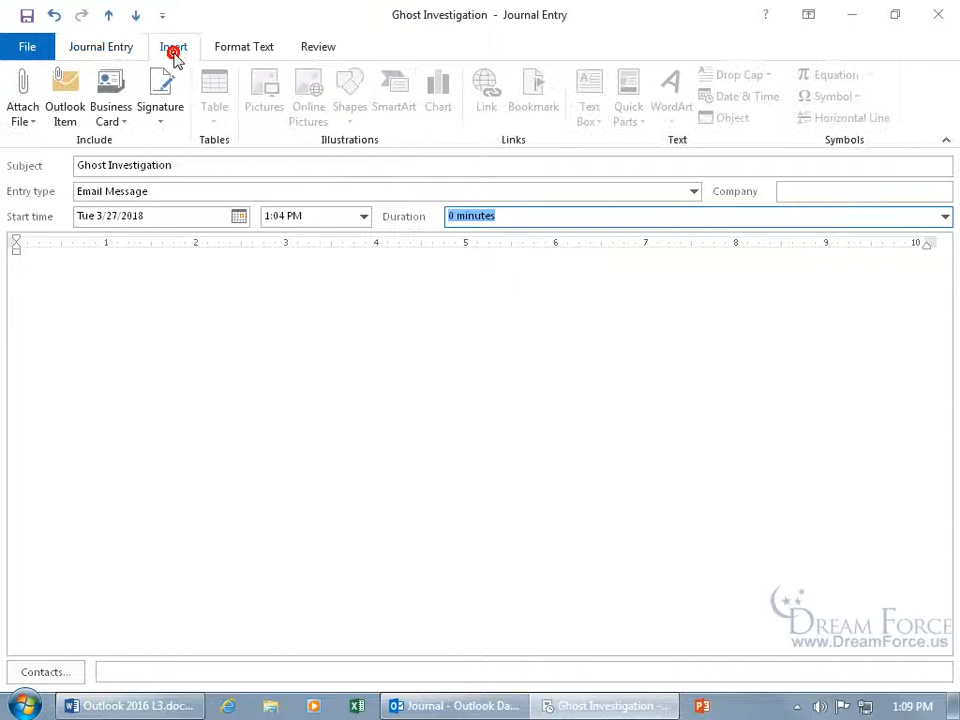 Ghost Investigation - Journal Entry
?
File
Journal Entry
Insert
Format Text
Review
Attach File
Outlook Item
Business Card
Signature
Table
Pictures
Online Pictures
Shapes
SmartArt
Chart
Link
Bookmark
Text Box
Quick Parts
WordArt
Drop Cap
Date & Time
Object
Equation
Symbol
Horizontal Line
Include
Tables
Illustrations
Links
Text
Symbols
Subject Ghost Investigation
Entry type Email Message Company
Start time Tue 3/27/2018 1:04 PM Duration 0 minutes
1 2 3 4 5 6 7 8 9 10
DREAM FORCE
www.DreamForce.us
Contacts...
Outlook 2016 L3.doc...
Journal - Outlook Da...
Ghost Investigation -...
1:09 PM